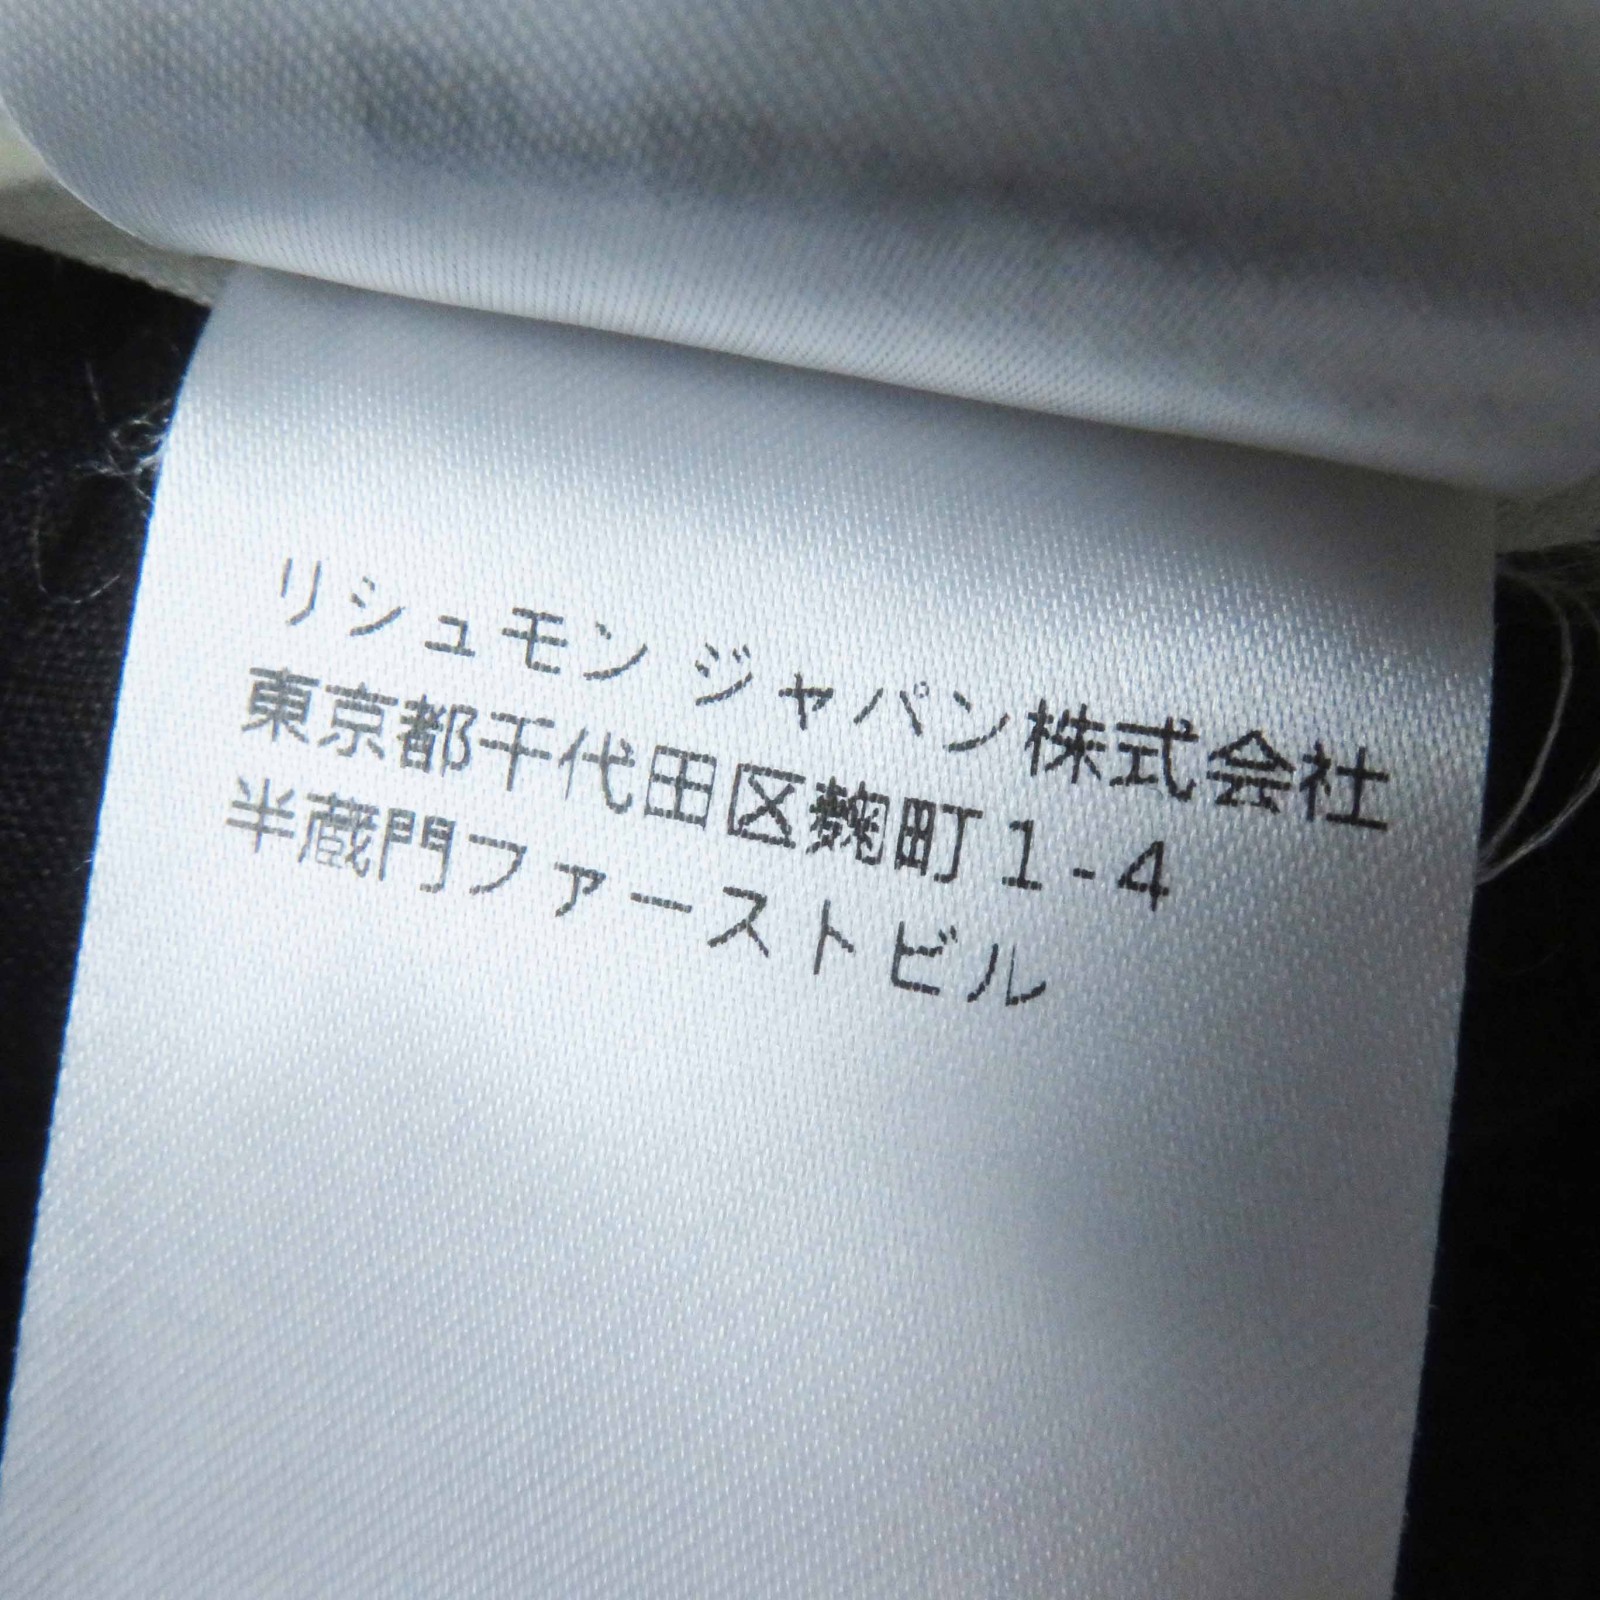 リシュモン ジャパン株式会社
東京都千代田区麹町1-4
半蔵門ファーストビル